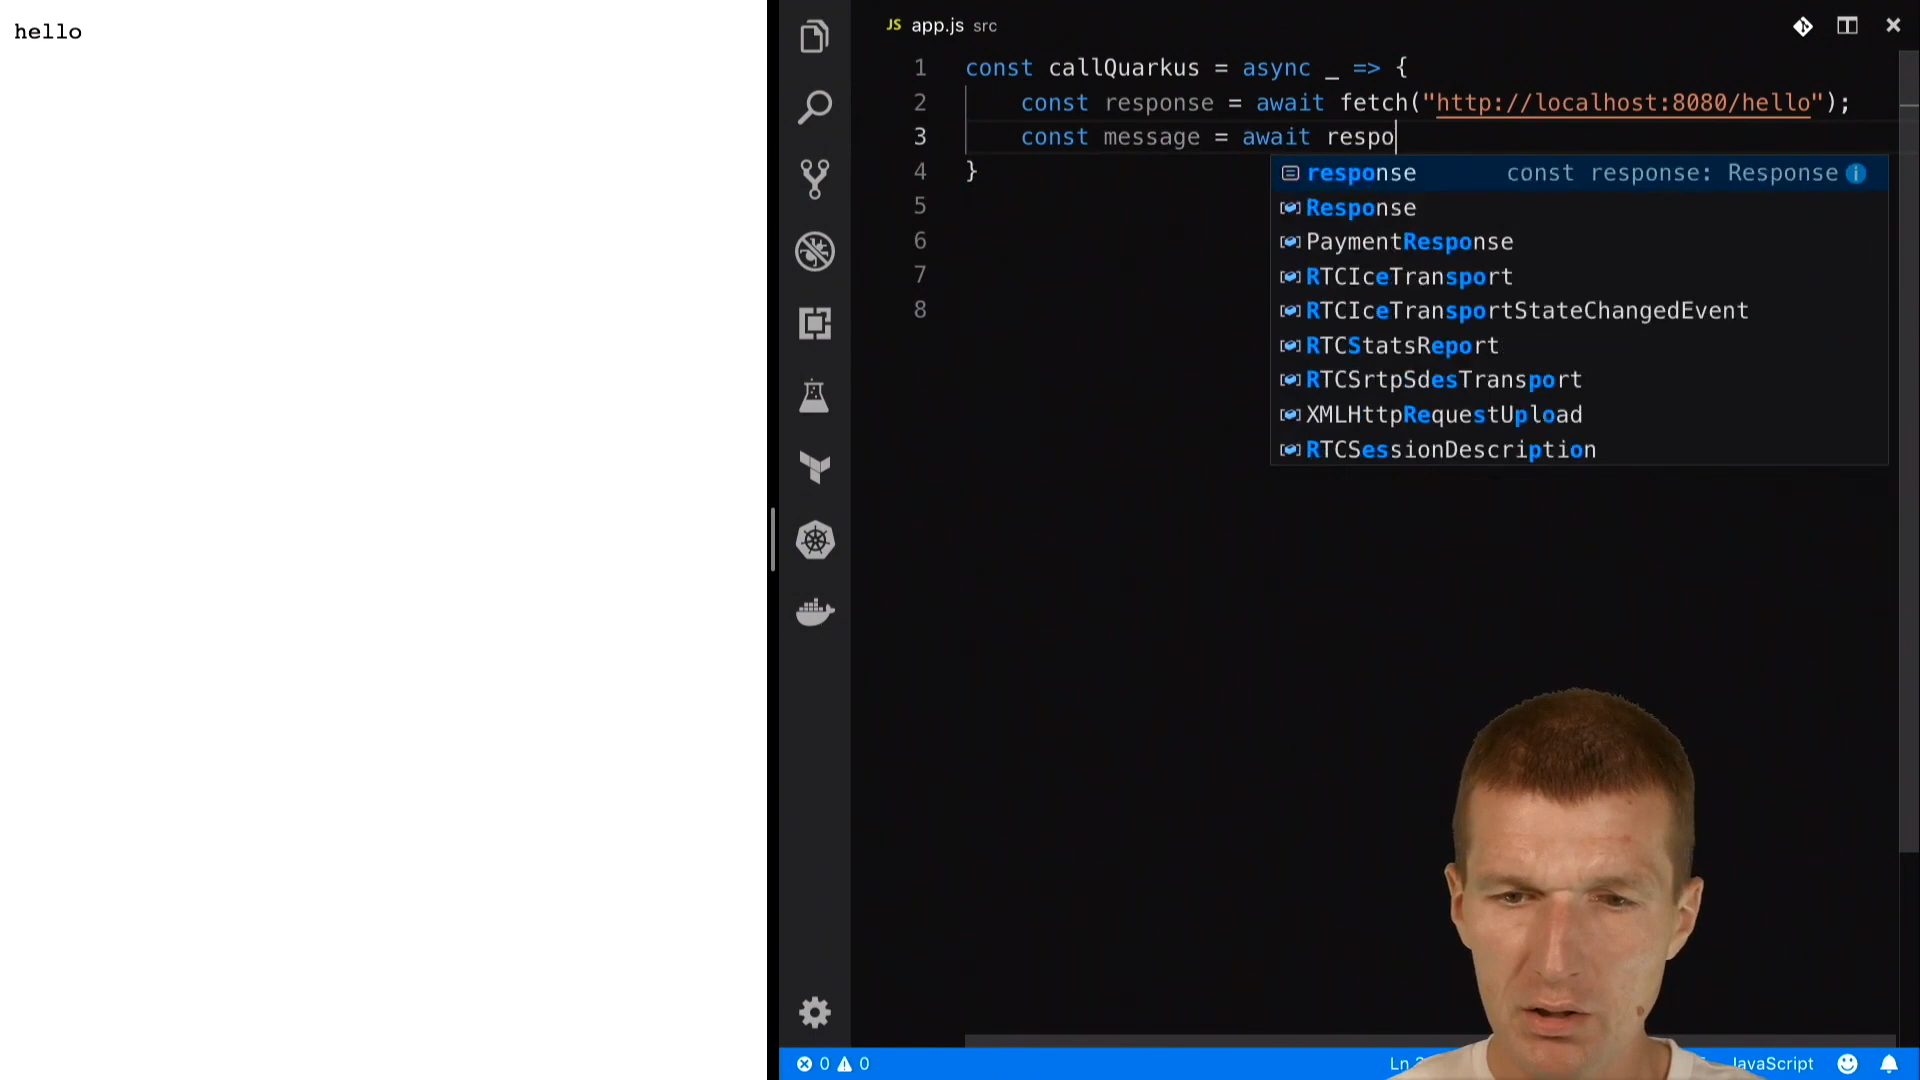 hello
JS app.js src
1 const callQuarkus = async _ => {
2 const response = await fetch("http://localhost:8080/hello");
3 const message = await respo
4 }
5
6
7
8
response const response: Response
Response
PaymentResponse
RTCIceTransport
RTCIceTransportStateChangedEvent
RTCStatsReport
RTCSrtpSdesTransport
XMLHttpRequestUpload
RTCSessionDescription
0 0
Ln
JavaScript